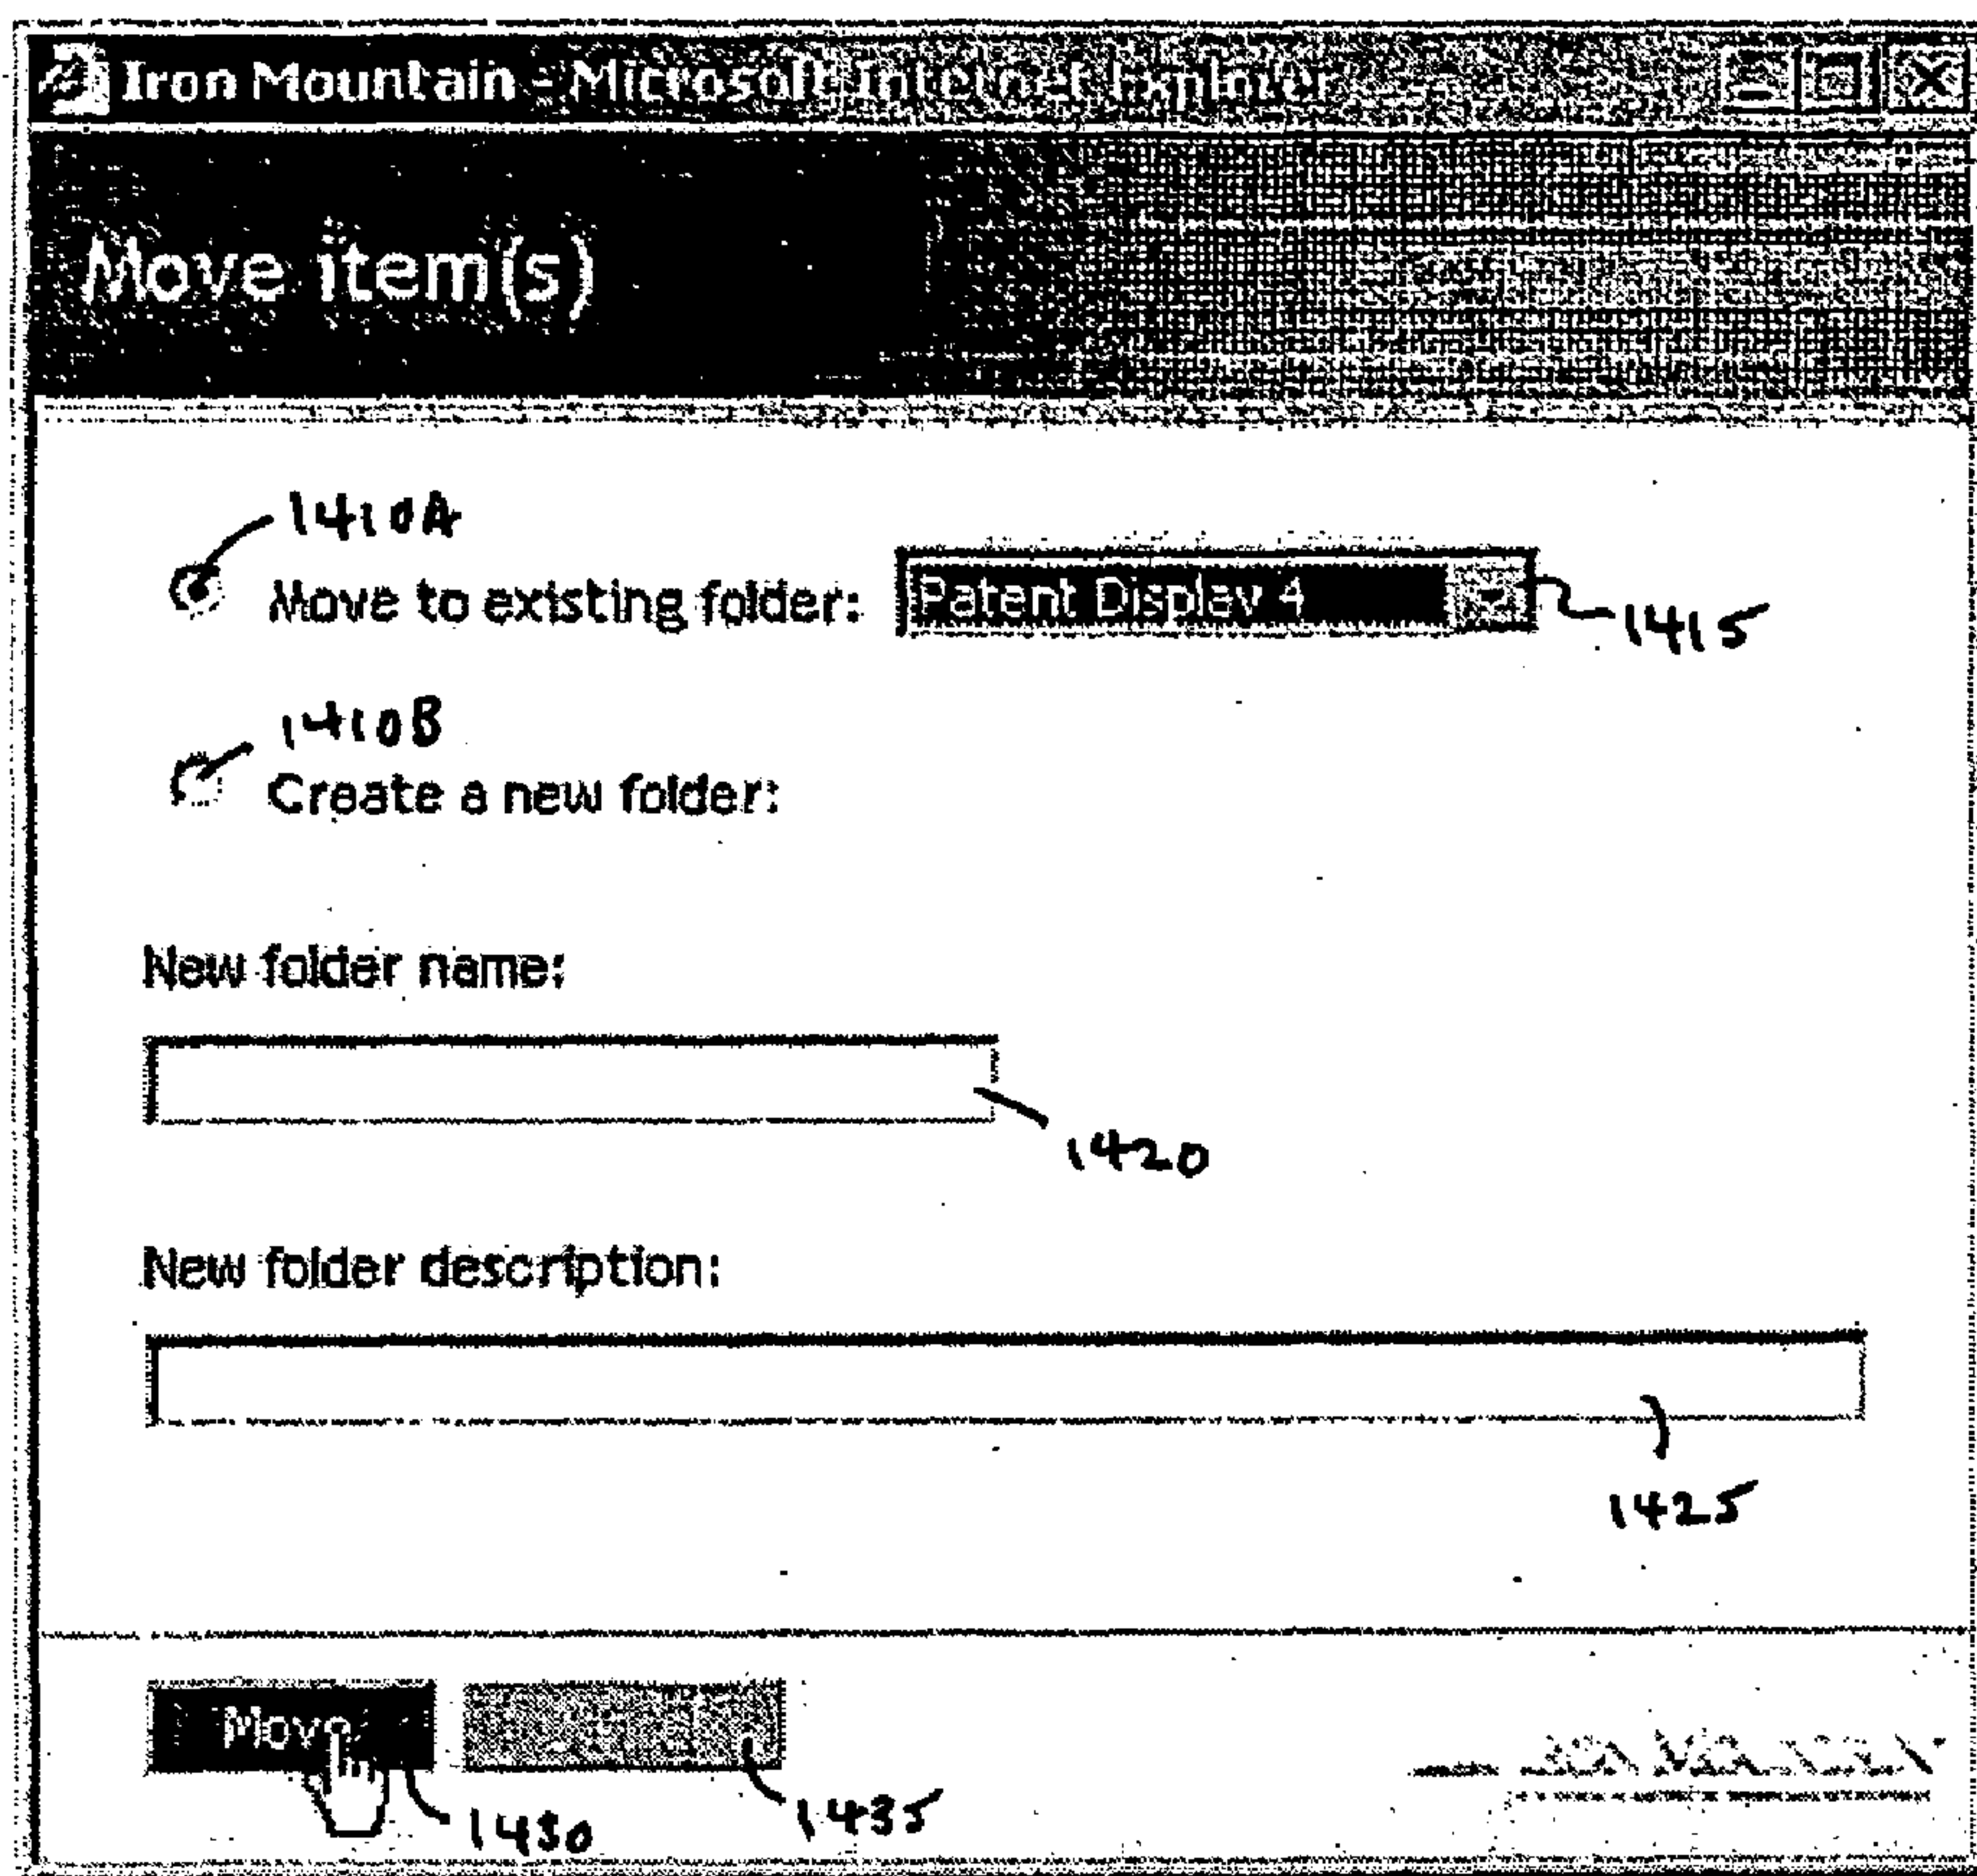 Iron Mountain - Microsoft Internet Explorer
Move item(s)
1410A
Move to existing folder: Patent Display 4
1415
1410B
Create a new folder:
New folder name:
1420
New folder description:
1425
Move
1430
1435